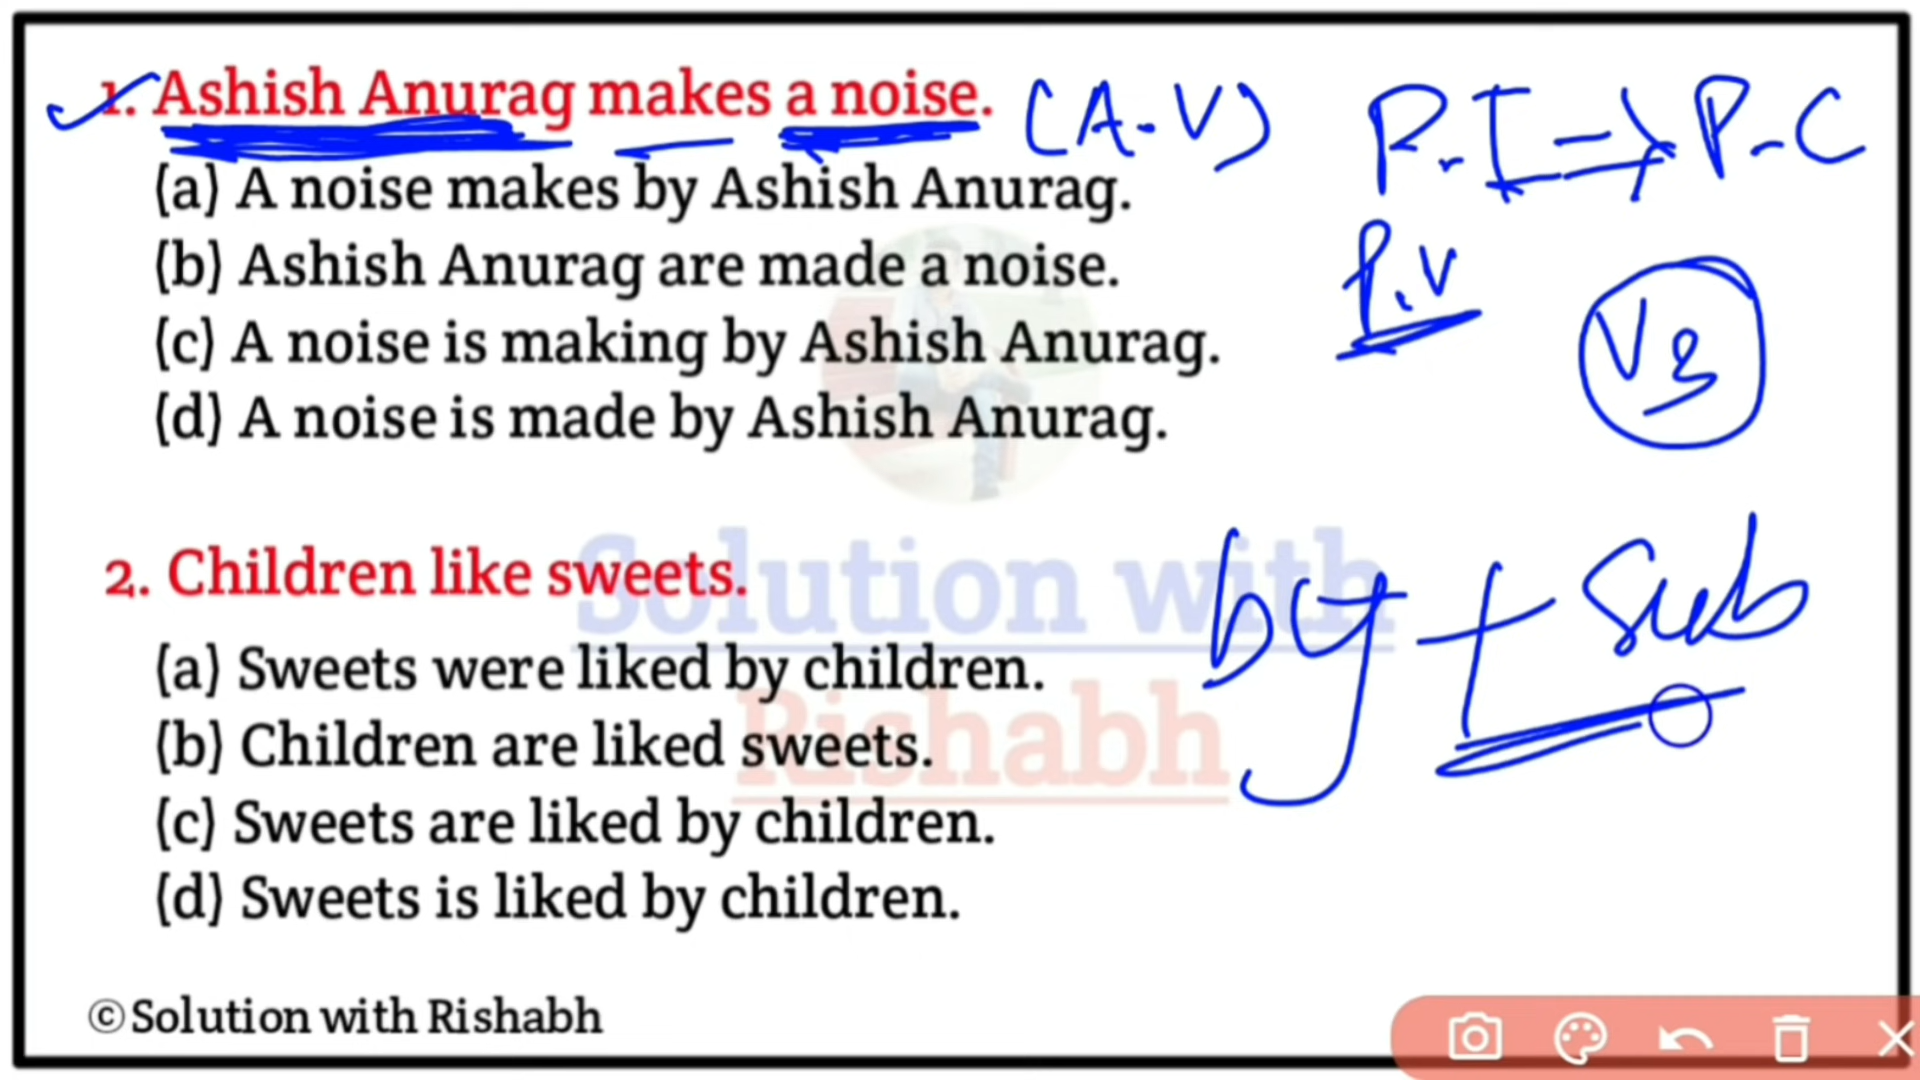 1. Ashish Anurag makes a noise. (A.V) P.I ⇒ P.C
(a) A noise makes by Ashish Anurag.
P.V
(b) Ashish Anurag are made a noise.
(c) A noise is making by Ashish Anurag.
V3
(d) A noise is made by Ashish Anurag.
Solution with
Rishabh
by + sub
2. Children like sweets.
(a) Sweets were liked by children.
(b) Children are liked sweets.
(c) Sweets are liked by children.
(d) Sweets is liked by children.
©Solution with Rishabh